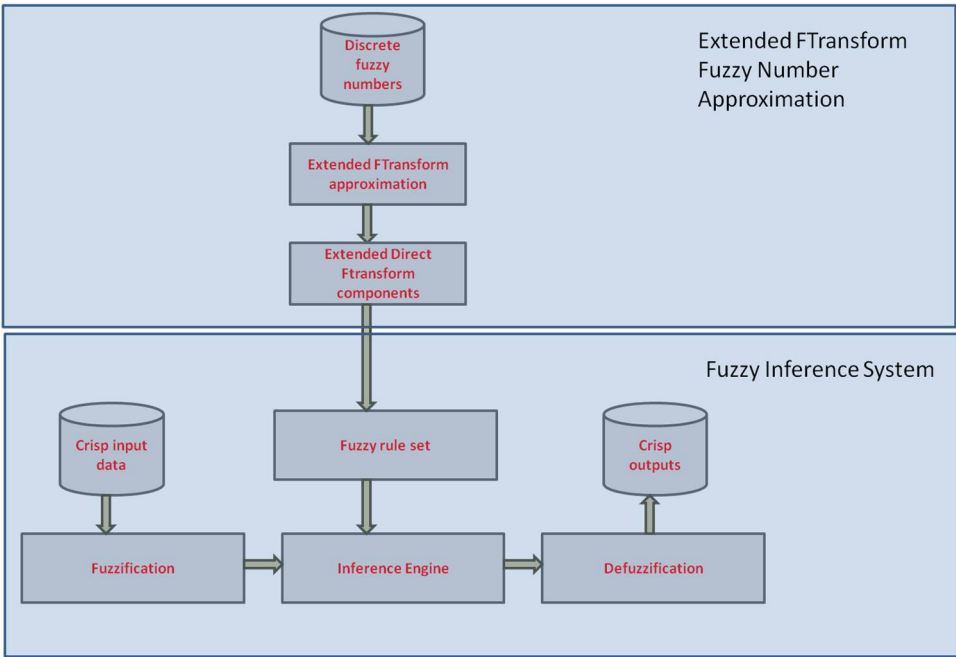 Extended FTransform
Fuzzy Number
Approximation
Discrete
fuzzy
numbers
Extended FTransform
approximation
Extended Direct
Ftransform
components
Fuzzy Inference System
Crisp input
data
Fuzzy rule set
Crisp
outputs
Fuzzification
Inference Engine
Defuzzification